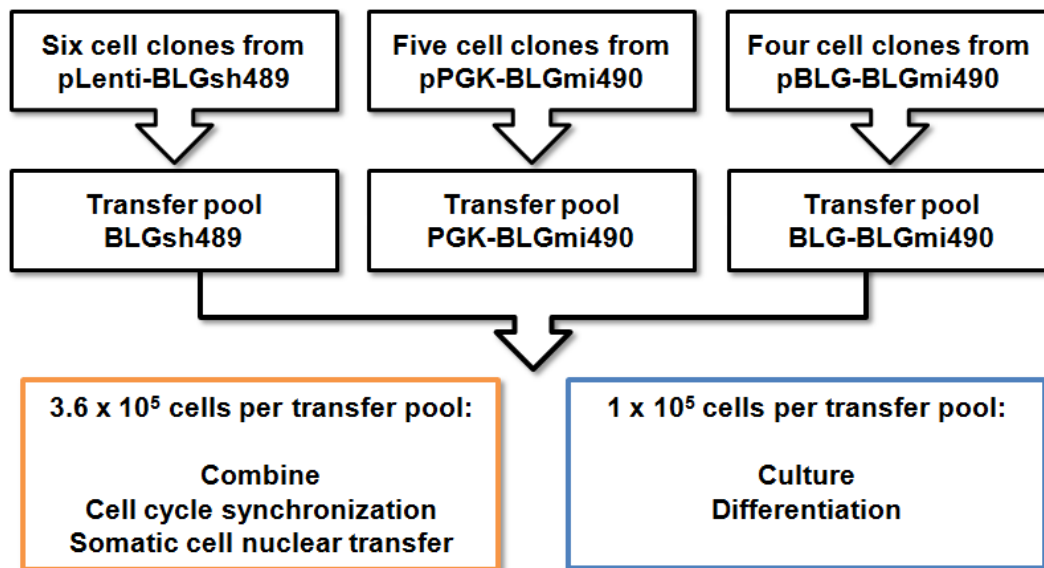 Six cell clones from
pLenti-BLGsh489
Five cell clones from
pPGK-BLGmi490
Four cell clones from
pBLG-BLGmi490
Transfer pool
BLGsh489
Transfer pool
PGK-BLGmi490
Transfer pool
BLG-BLGmi490
3.6 x 10⁵ cells per transfer pool:
Combine
Cell cycle synchronization
Somatic cell nuclear transfer
1 x 10⁵ cells per transfer pool:
Culture
Differentiation